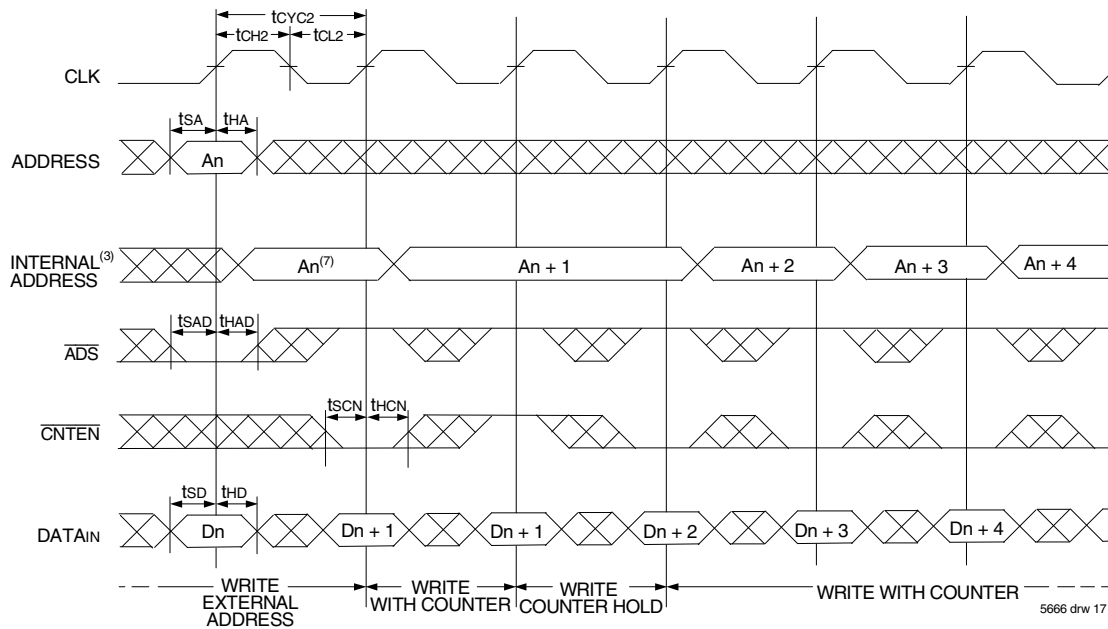 tCYC2
tCH2 tCL2
CLK
tSA tHA
ADDRESS An
INTERNAL(3) ADDRESS An(7) An + 1 An + 2 An + 3 An + 4
tSAD tHAD
ADS
tSCN tHCN
CNTEN
tSD tHD
DATAIN Dn Dn + 1 Dn + 1 Dn + 2 Dn + 3 Dn + 4
WRITE EXTERNAL ADDRESS
WRITE WITH COUNTER
WRITE COUNTER HOLD
WRITE WITH COUNTER
5666 drw 17